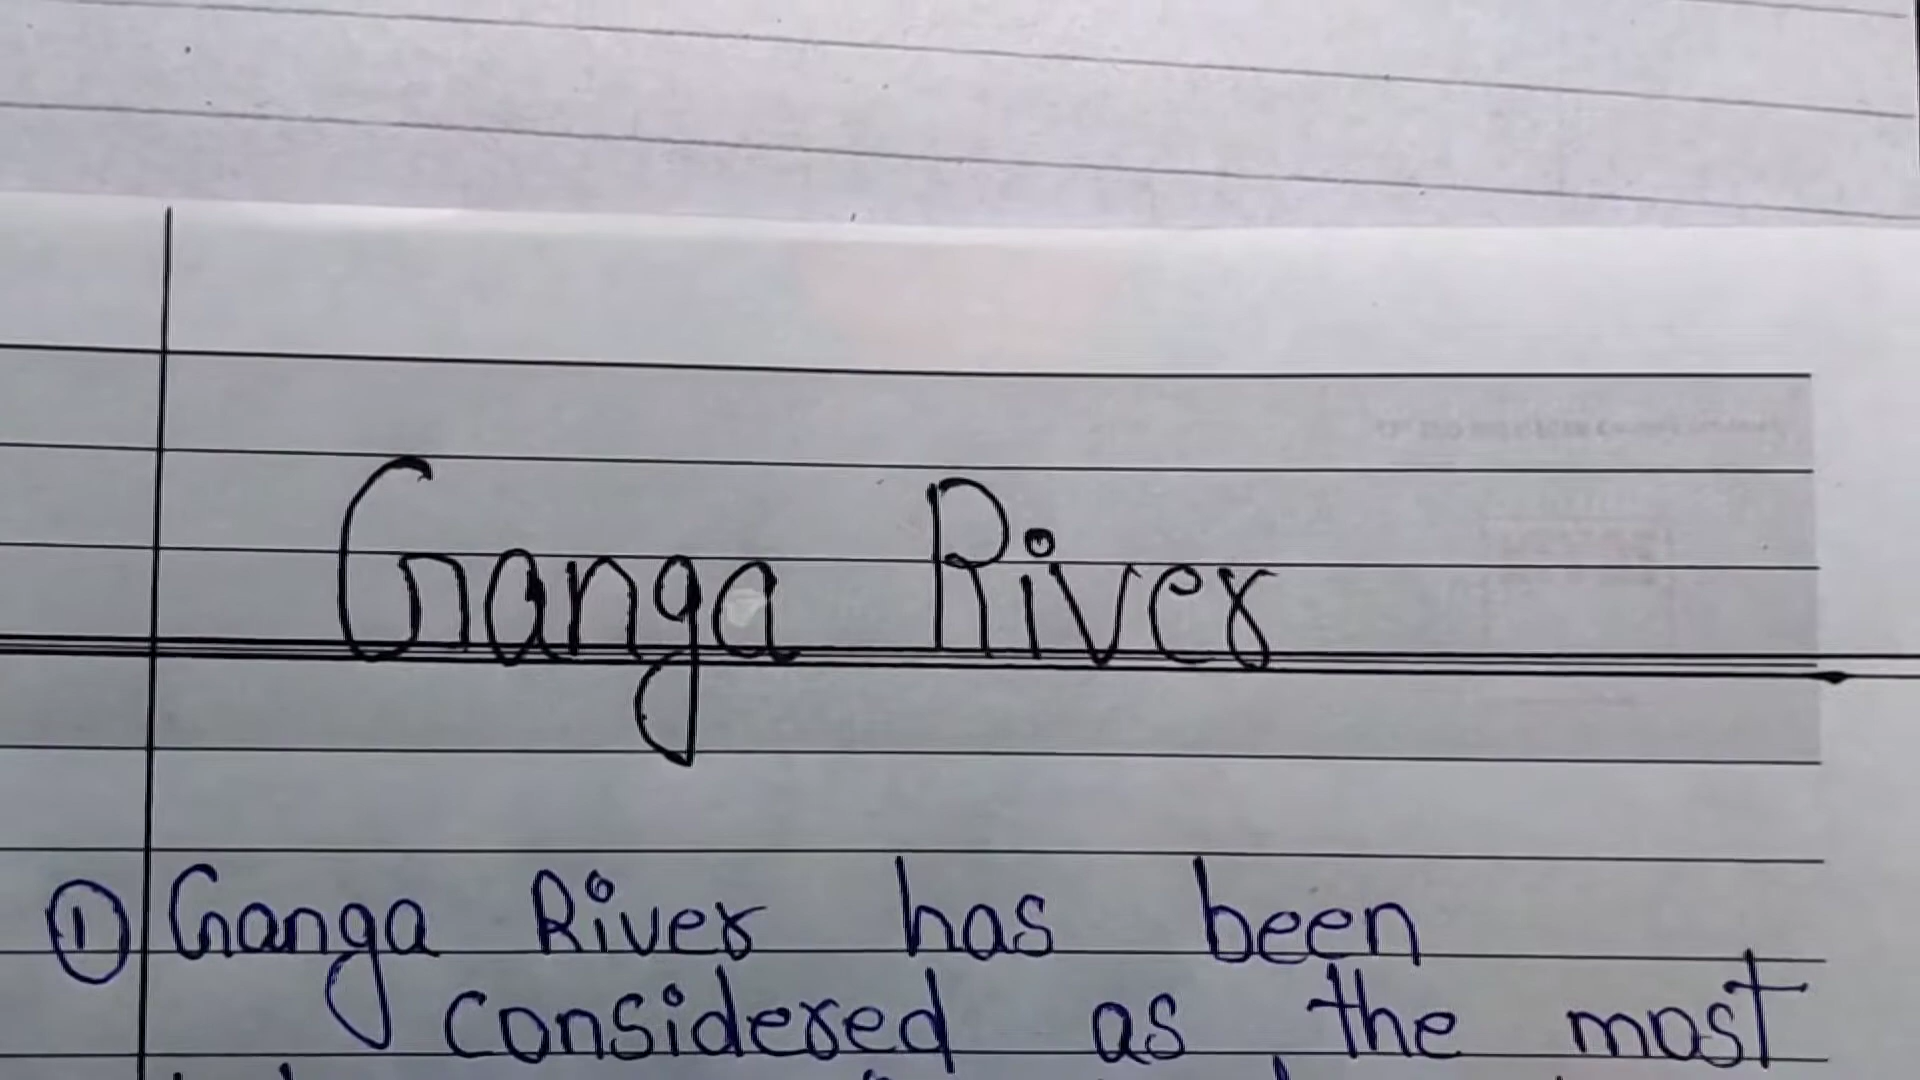 Ganga River
① Ganga River has been
considered as the most